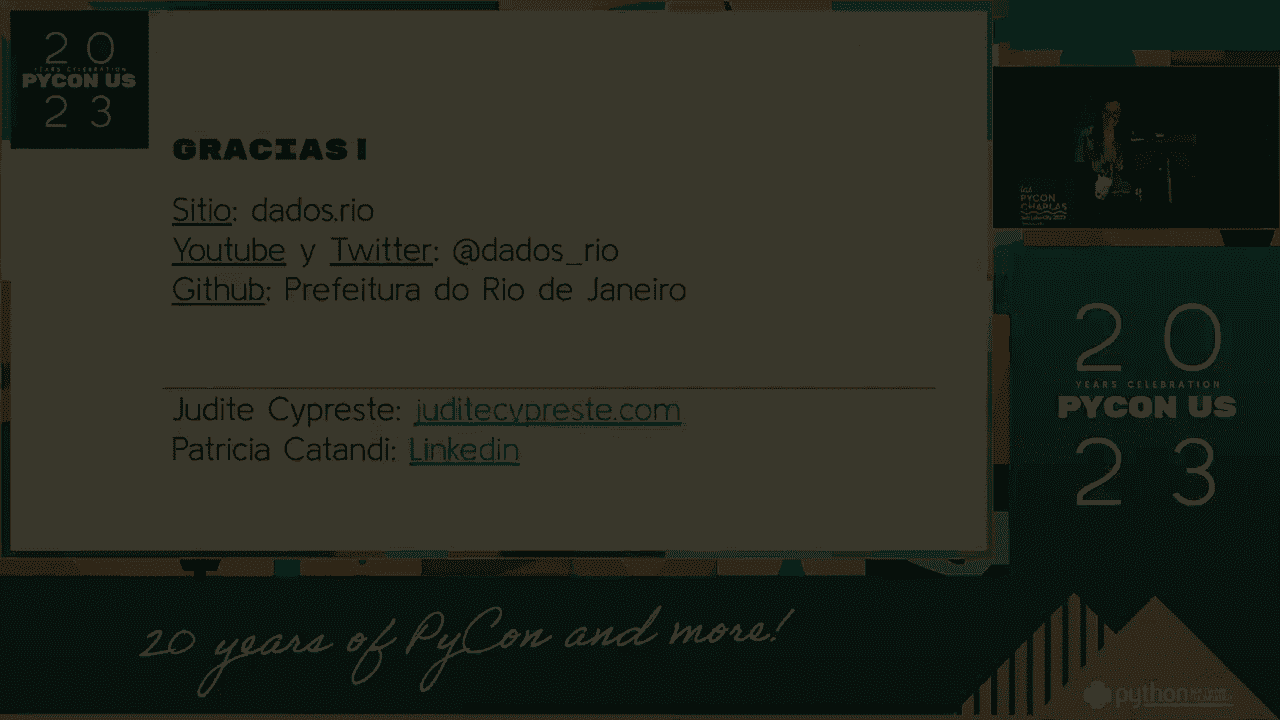 20
YEARS CELEBRATION
PYCON US
23
GRACIAS!
Sitio: dados.rio
Youtube y Twitter: @dados_rio
Github: Prefeitura do Rio de Janeiro
Judite Cypreste: juditecypreste.com
Patricia Catandi: Linkedin
PYCON
CHARLAS
20
YEARS CELEBRATION
PYCON US
23
20 years of PyCon and more!
python